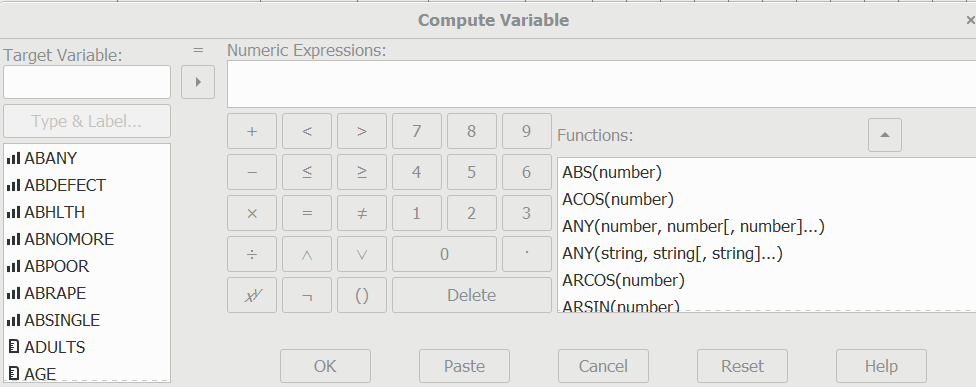 Compute Variable ×
Target Variable:
=
Numeric Expressions:
Type & Label...
ABANY
ABDEFECT
ABHLTH
ABNOMORE
ABPOOR
ABRAPE
ABSINGLE
ADULTS
AGE
+ < > 7 8 9
− ≤ ≥ 4 5 6
× = ≠ 1 2 3
÷ ∧ ∨ 0 ·
xʸ ¬ () Delete
Functions:
ABS(number)
ACOS(number)
ANY(number, number[, number]...)
ANY(string, string[, string]...)
ARCOS(number)
ARSIN(number)
OK Paste Cancel Reset Help